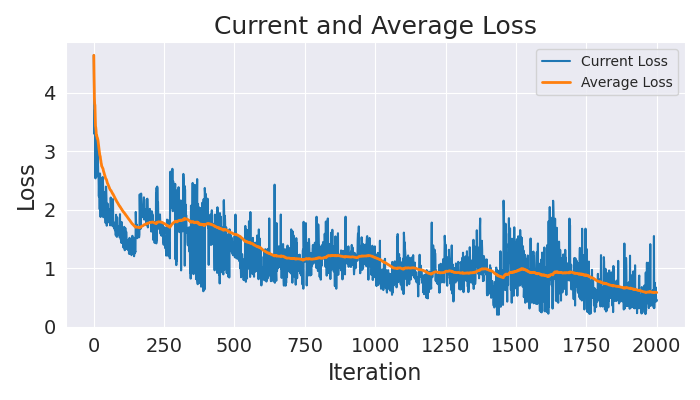 Current and Average Loss
Current Loss
Average Loss
Loss
4
3
2
1
0
0 250 500 750 1000 1250 1500 1750 2000
Iteration